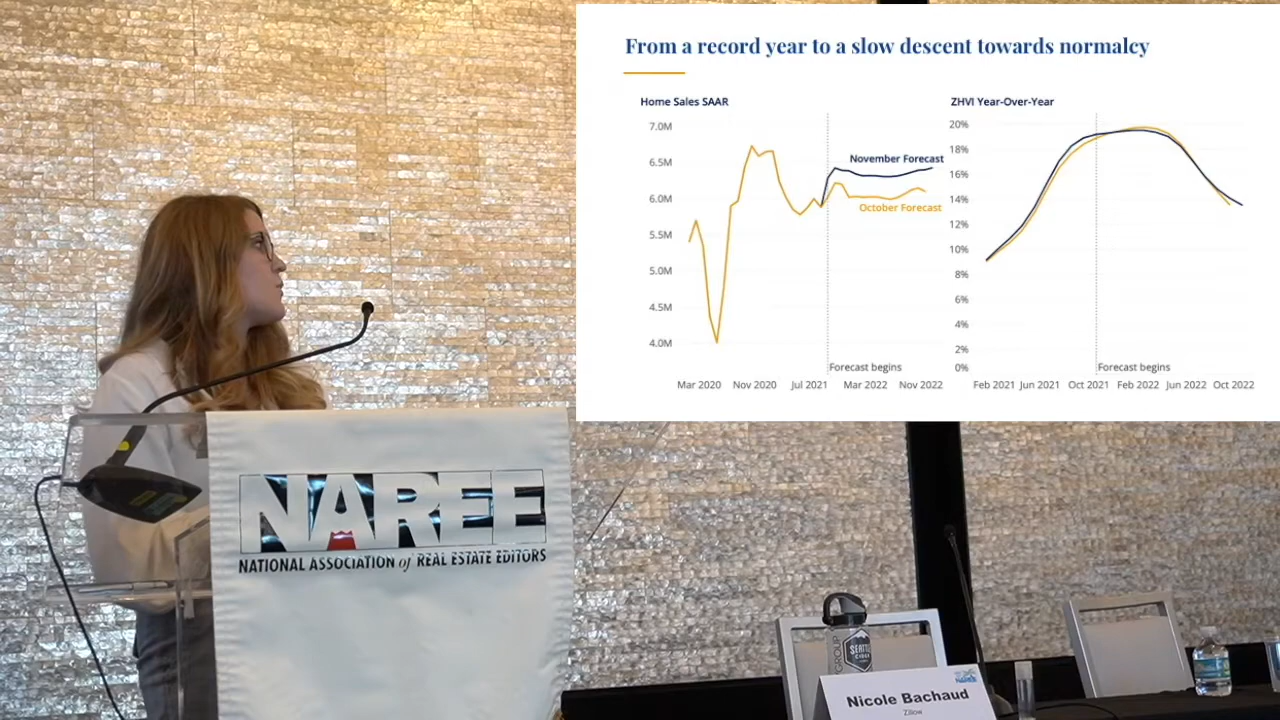 From a record year to a slow descent towards normalcy
Home Sales SAAR
7.0M
6.5M
6.0M
5.5M
5.0M
4.5M
4.0M
November Forecast
October Forecast
Forecast begins
Mar 2020 Nov 2020 Jul 2021 Mar 2022 Nov 2022
ZHVI Year-Over-Year
20%
18%
16%
14%
12%
10%
8%
6%
4%
2%
0%
Forecast begins
Feb 2021 Jun 2021 Oct 2021 Feb 2022 Jun 2022 Oct 2022
NAREE
NATIONAL ASSOCIATION of REAL ESTATE EDITORS
GROUP
SEATTLE
CIDER
NAREE
Nicole Bachaud
Zillow